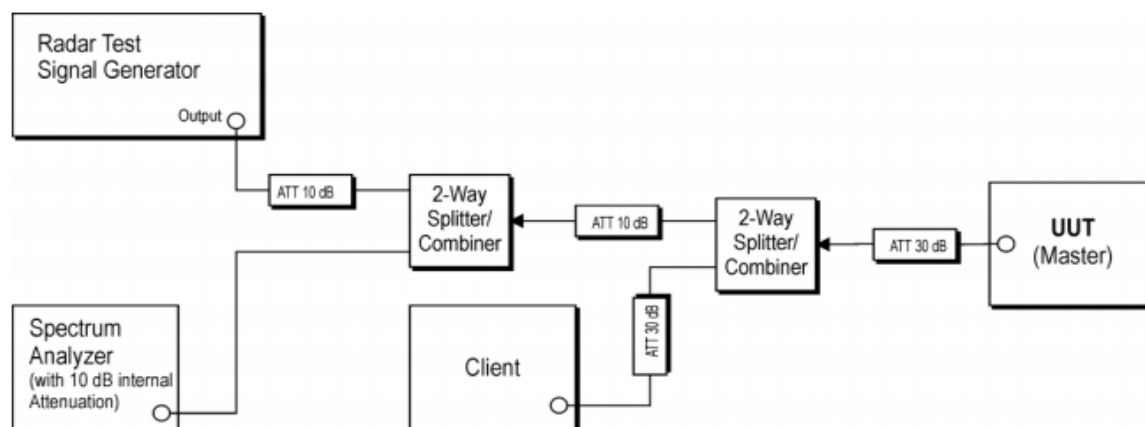 Radar Test
Signal Generator
Output
ATT 10 dB
2-Way
Splitter/
Combiner
ATT 10 dB
2-Way
Splitter/
Combiner
ATT 30 dB
UUT
(Master)
Spectrum
Analyzer
(with 10 dB internal
Attenuation)
Client
ATT 30 dB